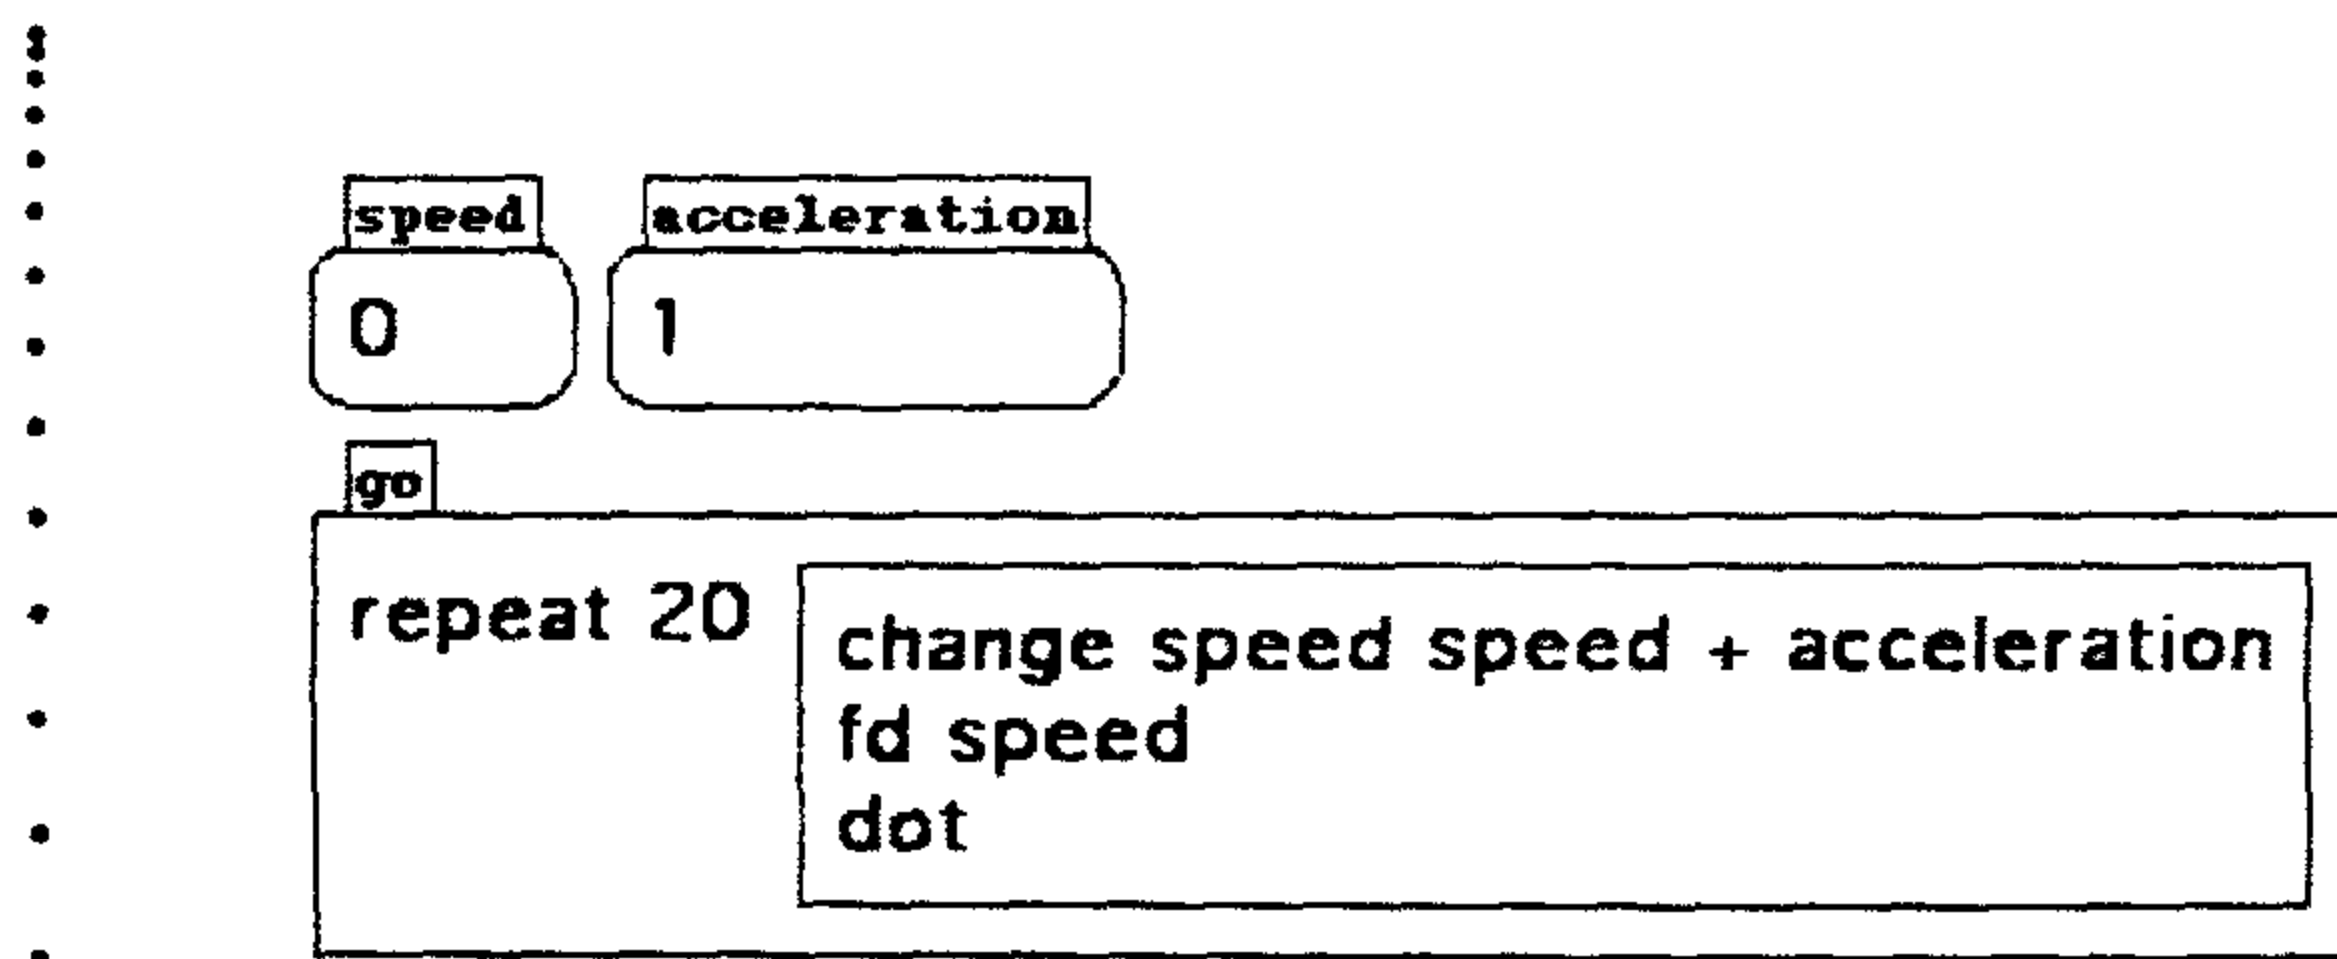 speed acceleration
0 1
go
repeat 20 change speed speed + acceleration
fd speed
dot